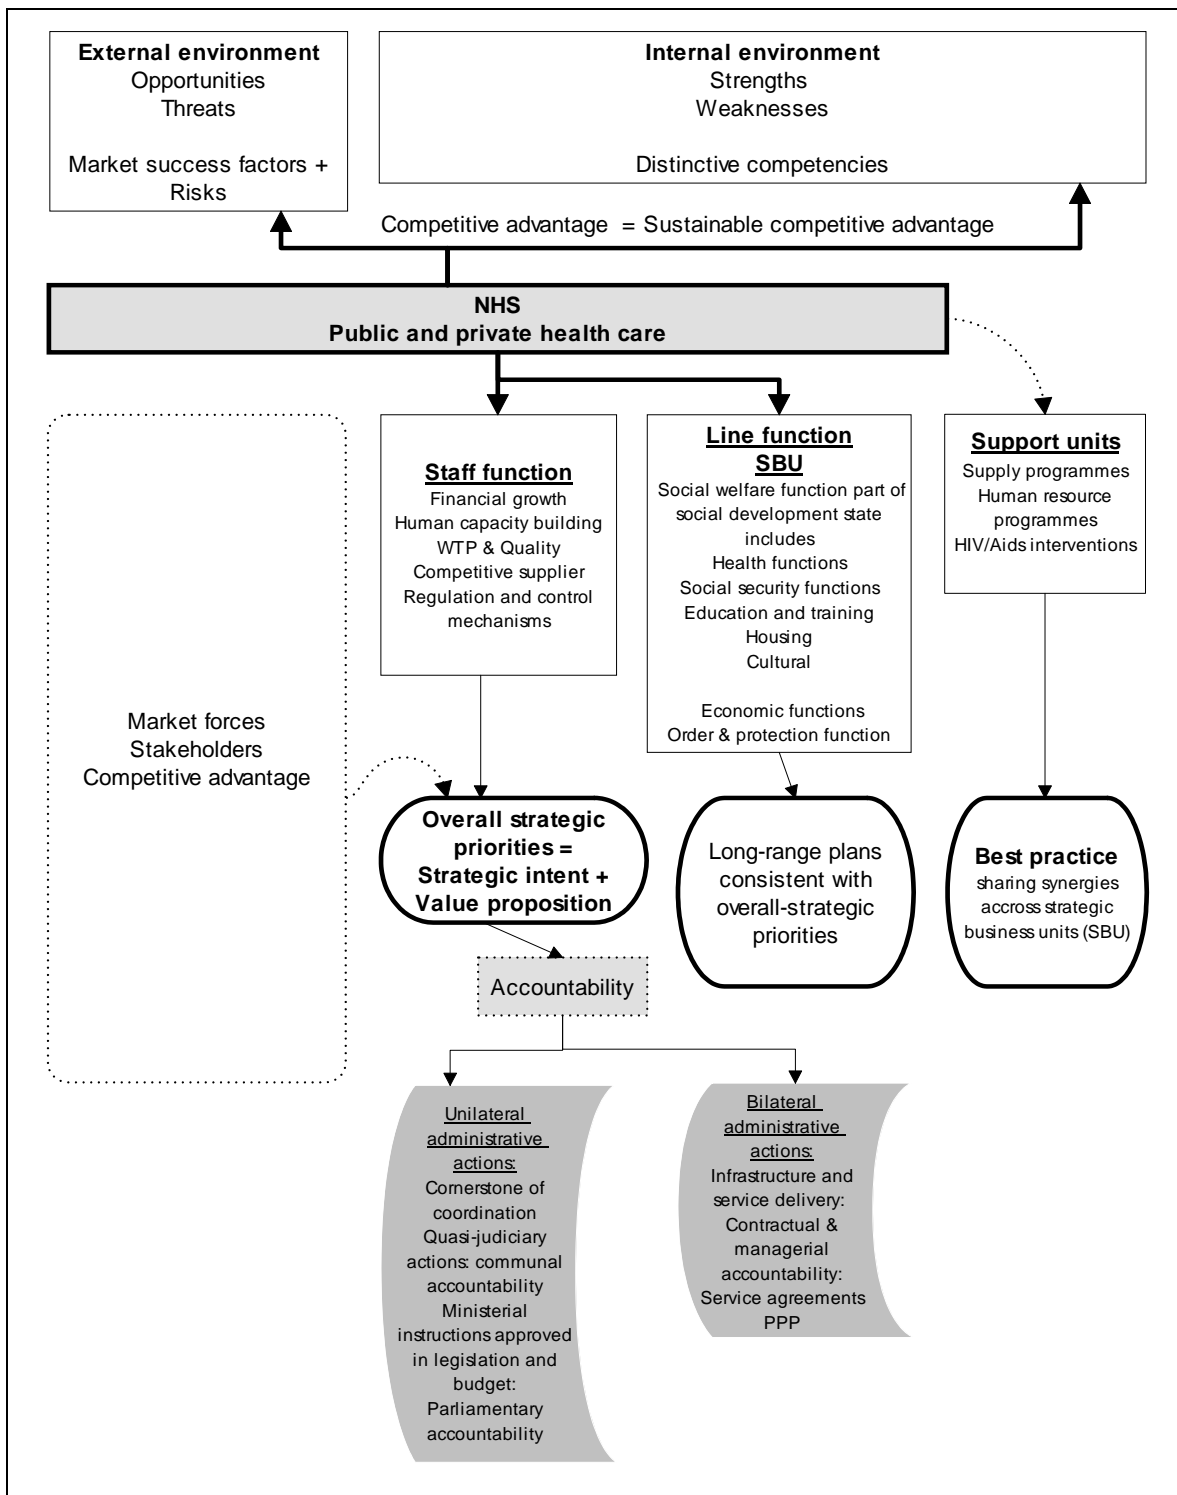 External environment
Opportunities
Threats
Market success factors +
Risks
Internal environment
Strengths
Weaknesses
Distinctive competencies
Competitive advantage = Sustainable competitive advantage
NHS
Public and private health care
Market forces
Stakeholders
Competitive advantage
Staff function
Financial growth
Human capacity building
WTP & Quality
Competitive supplier
Regulation and control
mechanisms
Line function
SBU
Social welfare function part of
social development state
includes
Health functions
Social security functions
Education and training
Housing
Cultural
Economic functions
Order & protection function
Support units
Supply programmes
Human resource
programmes
HIV/Aids interventions
Overall strategic
priorities =
Strategic intent +
Value proposition
Long-range plans
consistent with
overall-strategic
priorities
Best practice
sharing synergies
accross strategic
business units (SBU)
Accountability
Unilateral
administrative
actions:
Cornerstone of
coordination
Quasi-judiciary
actions: communal
accountability
Ministerial
instructions approved
in legislation and
budget:
Parliamentary
accountability
Bilateral
administrative
actions:
Infrastructure and
service delivery:
Contractual &
managerial
accountability:
Service agreements
PPP